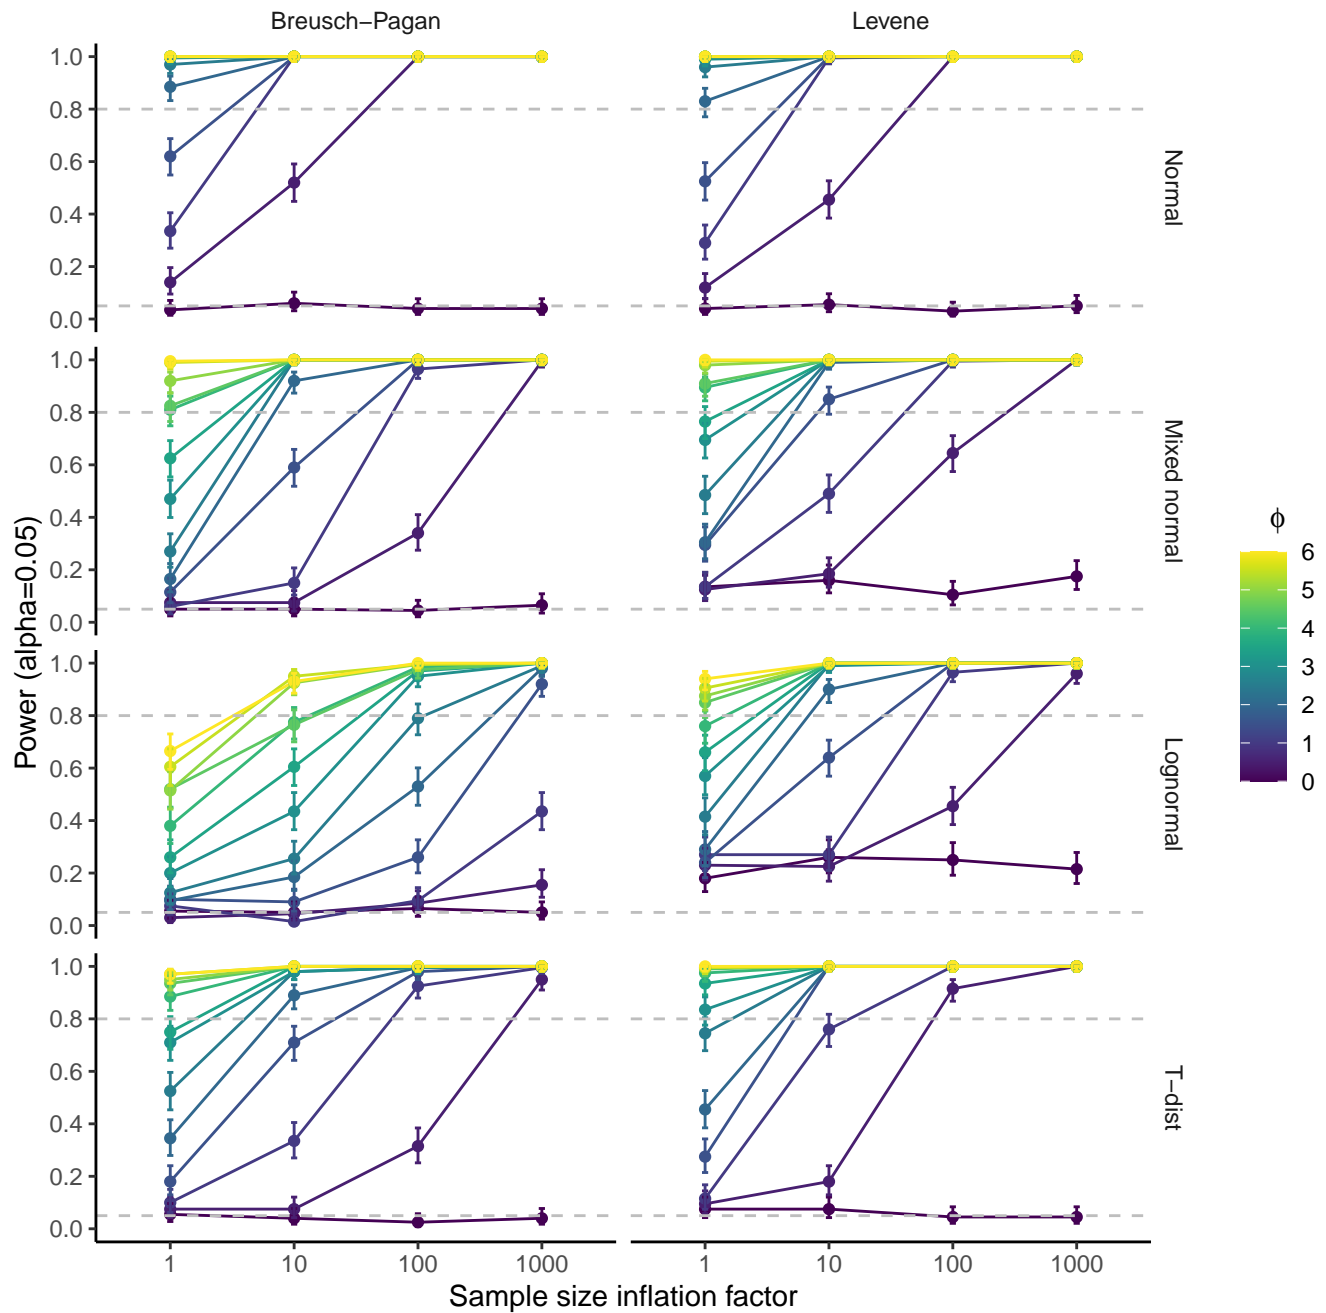 Breusch−Pagan
Levene
Power (alpha=0.05)
1.0
0.8
0.6
0.4
0.2
0.0
Normal
1.0
0.8
0.6
0.4
0.2
0.0
Mixed normal
1.0
0.8
0.6
0.4
0.2
0.0
Lognormal
1.0
0.8
0.6
0.4
0.2
0.0
T−dist
1 10 100 1000
1 10 100 1000
Sample size inflation factor
ϕ
6
5
4
3
2
1
0